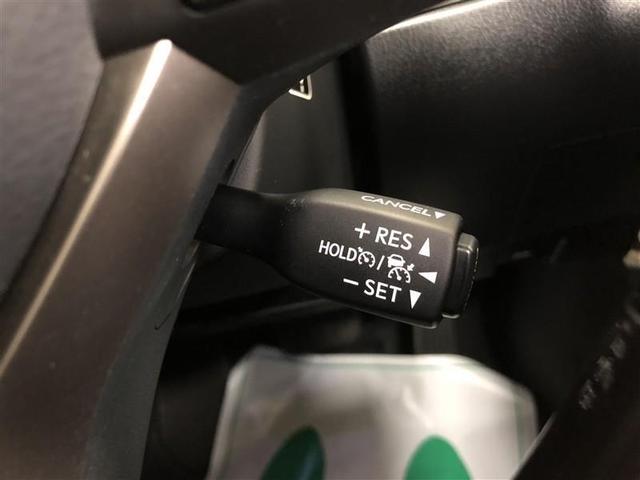 CANCEL▼
+ RES ▲
HOLD /
− SET ▼